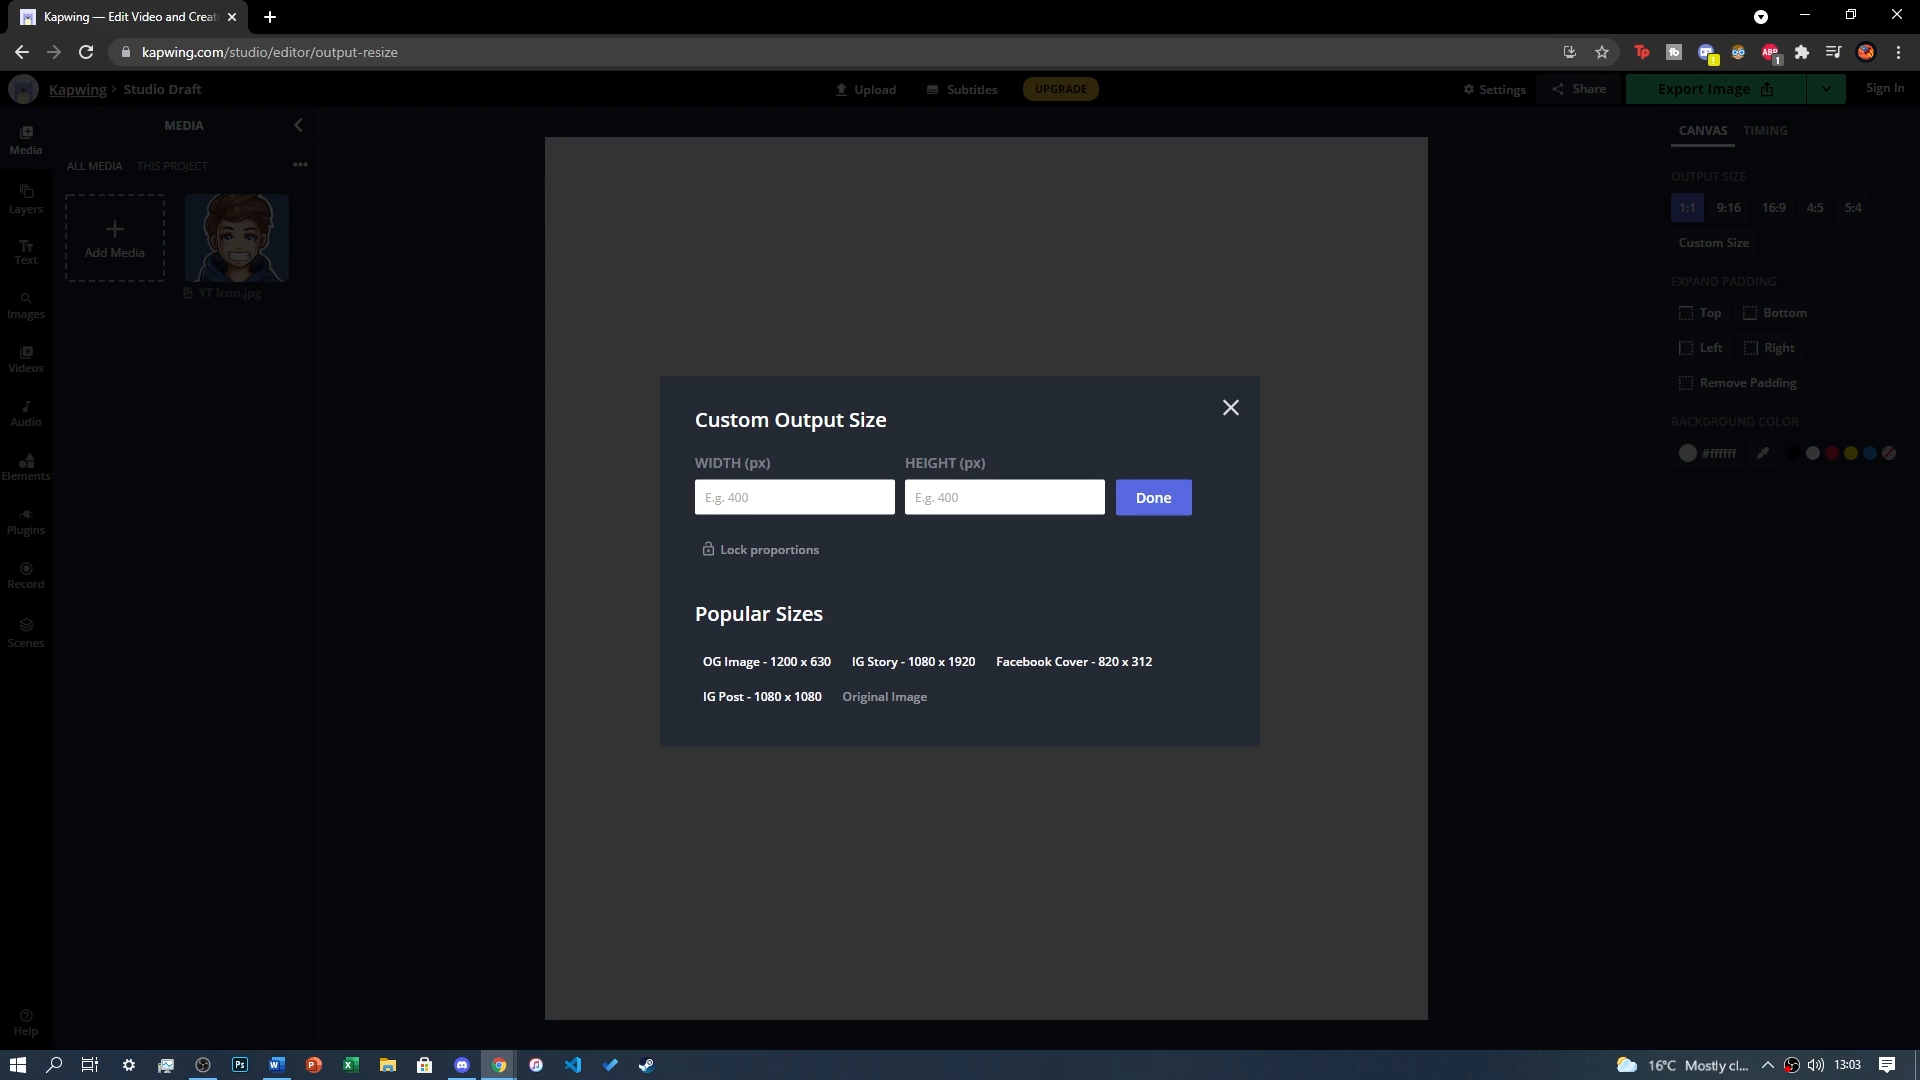 Kapwing — Edit Video and Creat
kapwing.com/studio/editor/output-resize
Kapwing > Studio Draft
Upload
Subtitles
UPGRADE
Settings
Share
Export Image
Sign In
Media
Layers
Text
Images
Videos
Audio
Elements
Plugins
Record
Scenes
Help
MEDIA
ALL MEDIA THIS PROJECT
Add Media
YT Icon.jpg
Custom Output Size
WIDTH (px) HEIGHT (px)
E.g. 400 E.g. 400 Done
Lock proportions
Popular Sizes
OG Image - 1200 x 630 IG Story - 1080 x 1920 Facebook Cover - 820 x 312
IG Post - 1080 x 1080 Original Image
CANVAS TIMING
OUTPUT SIZE
1:1 9:16 16:9 4:5 5:4
Custom Size
EXPAND PADDING
Top Bottom
Left Right
Remove Padding
BACKGROUND COLOR
#ffffff
16°C Mostly cl... 13:03